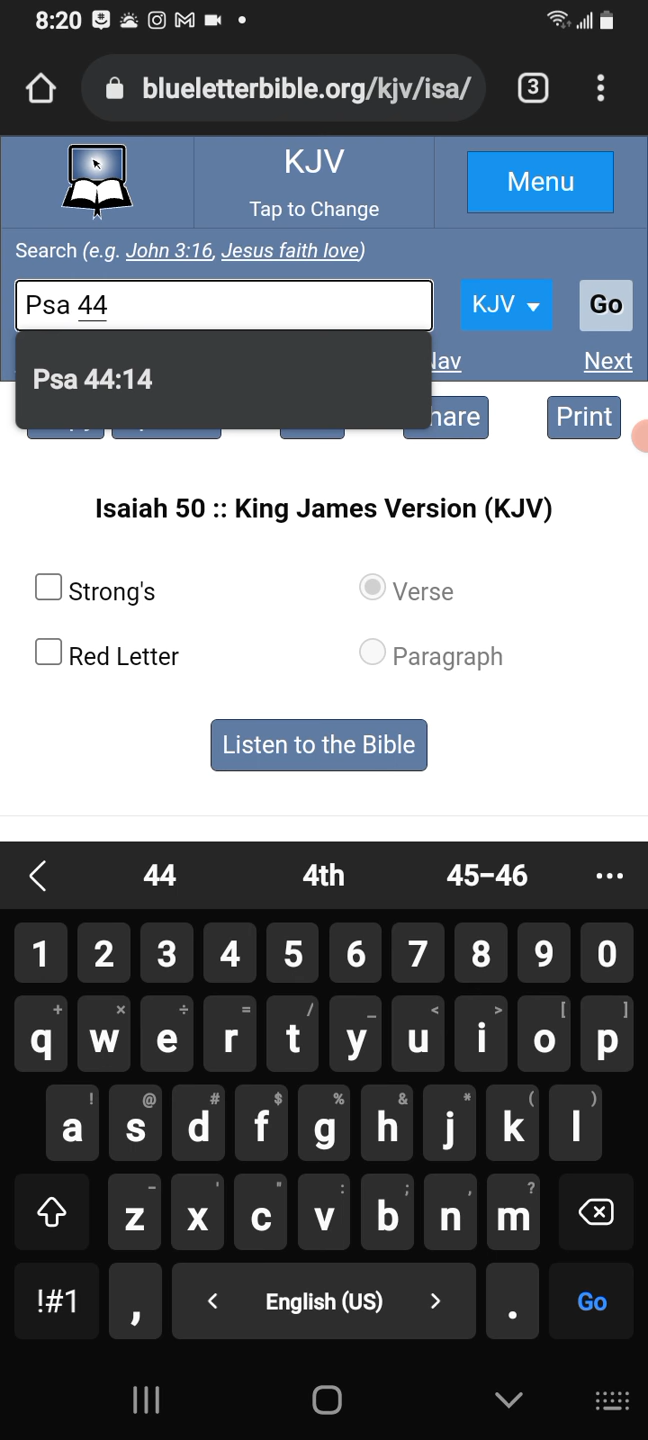 8:20
blueletterbible.org/kjv/isa/
3
KJV
Tap to Change
Menu
Search (e.g. John 3:16, Jesus faith love)
Psa 44
KJV
Go
Psa 44:14
Nav
Next
Print
Isaiah 50 :: King James Version (KJV)
Strong's
Verse
Red Letter
Paragraph
Listen to the Bible
44 4th 45-46 ...
1 2 3 4 5 6 7 8 9 0
+ × ÷ = / _ < > [ ]
q w e r t y u i o p
! @ # $ % & * ( )
a s d f g h j k l
- ' " : ; , ?
z x c v b n m
!#1 , < English (US) > . Go